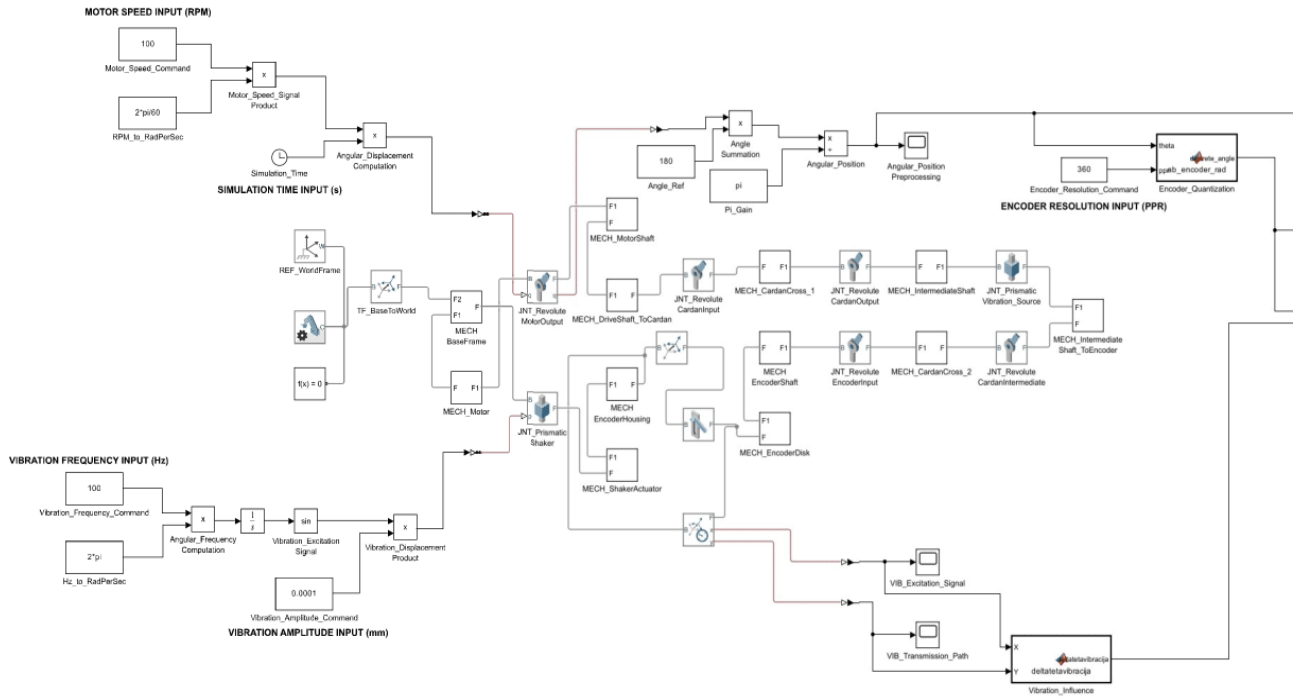 MOTOR SPEED INPUT (RPM)
100
Motor_Speed_Command
x
Motor_Speed_Signal
Product
2*pi/60
RPM_to_RadPerSec
x
Angular_Displacement
Computation
Simulation_Time
SIMULATION TIME INPUT (s)
x
Angle
Summation
180
Angle_Ref
pi
Pi_Gain
x
÷
Angular_Position
Angular_Position
Preprocessing
theta
360
Encoder_Resolution_Command
ab_encoder_rad
Encoder_Quantization
ENCODER RESOLUTION INPUT (PPR)
W
REF_WorldFrame
C
f(x) = 0
B
F
TF_BaseToWorld
F2
F1
F
MECH
BaseFrame
F
F1
MECH_Motor
B
F
q
q
JNT_Revolute
MotorOutput
F1
F
MECH_MotorShaft
F1
F
MECH_DriveShaft_ToCardan
B
F
JNT_Revolute
CardanInput
F
F1
MECH_CardanCross_1
B
F
JNT_Revolute
CardanOutput
F
F1
MECH_IntermediateShaft
B
F
JNT_Prismatic
Vibration_Source
F1
F
MECH_Intermediate
Shaft_ToEncoder
B
F
F1
F
MECH
EncoderHousing
B
F
F
F1
MECH
EncoderShaft
B
F
JNT_Revolute
EncoderInput
F
F1
MECH_CardanCross_2
B
F
JNT_Revolute
CardanIntermediate
F1
F
MECH_EncoderDisk
B
F
JNT_Prismatic
Shaker
F1
F
MECH_ShakerActuator
VIBRATION FREQUENCY INPUT (Hz)
100
Vibration_Frequency_Command
x
Angular_Frequency
Computation
1
s
sin
Vibration_Excitation
Signal
x
Vibration_Displacement
Product
2*pi
Hz_to_RadPerSec
0.0001
Vibration_Amplitude_Command
VIBRATION AMPLITUDE INPUT (mm)
B
F
VIB_Excitation_Signal
VIB_Transmission_Path
X
Y
deltatetavibracija
Vibration_Influence